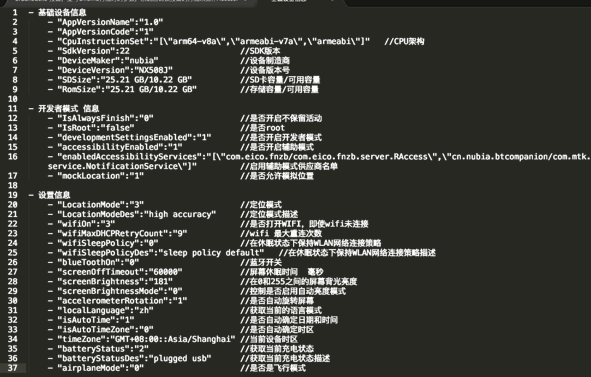 1 - 基础设备信息
2 - "AppVersionName":"1.0"
3 - "AppVersionCode":"1"
4 - "CpuInstructionSet":"[\"arm64-v8a\",\"armeabi-v7a\",\"armeabi\"]" //CPU架构
5 - "SdkVersion":22 //SDK版本
6 - "DeviceMaker":"nubia" //设备制造商
7 - "DeviceVersion":"NX508J" //设备版本号
8 - "SDSize":"25.21 GB/10.22 GB" //SD卡容量/可用容量
9 - "RomSize":"25.21 GB/10.22 GB" //存储容量/可用容量
10
11 - 开发者模式 信息
12 - "IsAlwaysFinish":"0" //是否开启不保留活动
13 - "IsRoot":"false" //是否root
14 - "developmentSettingsEnabled":"1" //是否开启开发者模式
15 - "accessibilityEnabled":"1" //是否开启辅助模式
16 - "enabledAccessibilityServices":"[\"com.eico.fnzb/com.eico.fnzb.server.RAccess\",\"cn.nubia.btcompanion/com.mtk.
service.NotificationService\"]" //启用辅助模式供应商名单
17 - "mockLocation":"1" //是否允许模拟位置
18
19 - 设置信息
20 - "LocationMode":"3" //定位模式
21 - "LocationModeDes":"high accuracy" //定位模式描述
22 - "wifiOn":"3" //是否打开WIFI，即使wifi未连接
23 - "wifiMaxDHCPRetryCount":"9" //wifi 最大重连次数
24 - "wifiSleepPolicy":"0" //在休眠状态下保持WLAN网络连接策略
25 - "wifiSleepPolicyDes":"sleep policy default" //在休眠状态下保持WLAN网络连接策略描述
26 - "blueToothOn":"0" //蓝牙开关
27 - "screenOffTimeout":"60000" //屏幕休眠时间 毫秒
28 - "screenBrightness":"181" //在0和255之间的屏幕背光亮度
29 - "screenBrightnessMode":"0" //控制是否启用自动亮度模式
30 - "accelerometerRotation":"1" //是否自动旋转屏幕
31 - "localLanguage":"zh" //获取当前的语言模式
32 - "isAutoTime":"1" //是否自动确定日期和时间
33 - "isAutoTimeZone":"0" //是否自动确定时区
34 - "timeZone":"GMT+08:00::Asia/Shanghai" //当前设备时区
35 - "batteryStatus":"2" //获取当前充电状态
36 - "batteryStatusDes":"plugged usb" //获取当前充电状态描述
37 - "airplaneMode":"0" //是否是飞行模式